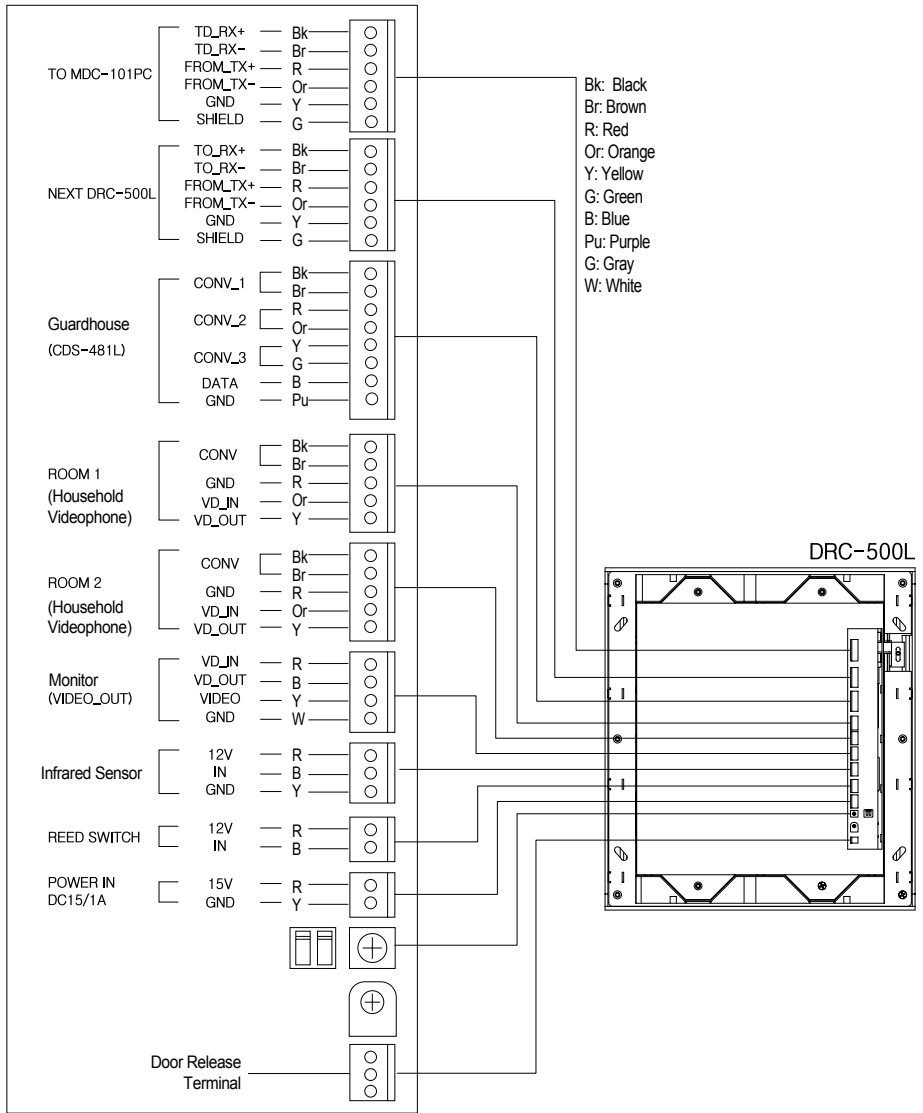 TO MDC-101PC
TD_RX+ Bk
TD_RX- Br
FROM_TX+ R
FROM_TX- Or
GND Y
SHIELD G
NEXT DRC-500L
TO_RX+ Bk
TO_RX- Br
FROM_TX+ R
FROM_TX- Or
GND Y
SHIELD G
Guardhouse
(CDS-481L)
CONV_1 Bk
Br
CONV_2 R
Or
CONV_3 Y
G
DATA B
GND Pu
ROOM 1
(Household
Videophone)
CONV Bk
Br
GND R
VD_IN Or
VD_OUT Y
ROOM 2
(Household
Videophone)
CONV Bk
Br
GND R
VD_IN Or
VD_OUT Y
Monitor
(VIDEO_OUT)
VD_IN R
VD_OUT B
VIDEO Y
GND W
Infrared Sensor
12V R
IN B
GND Y
REED SWITCH
12V R
IN B
POWER IN
DC15/1A
15V R
GND Y
Door Release
Terminal
Bk: Black
Br: Brown
R: Red
Or: Orange
Y: Yellow
G: Green
B: Blue
Pu: Purple
G: Gray
W: White
DRC-500L